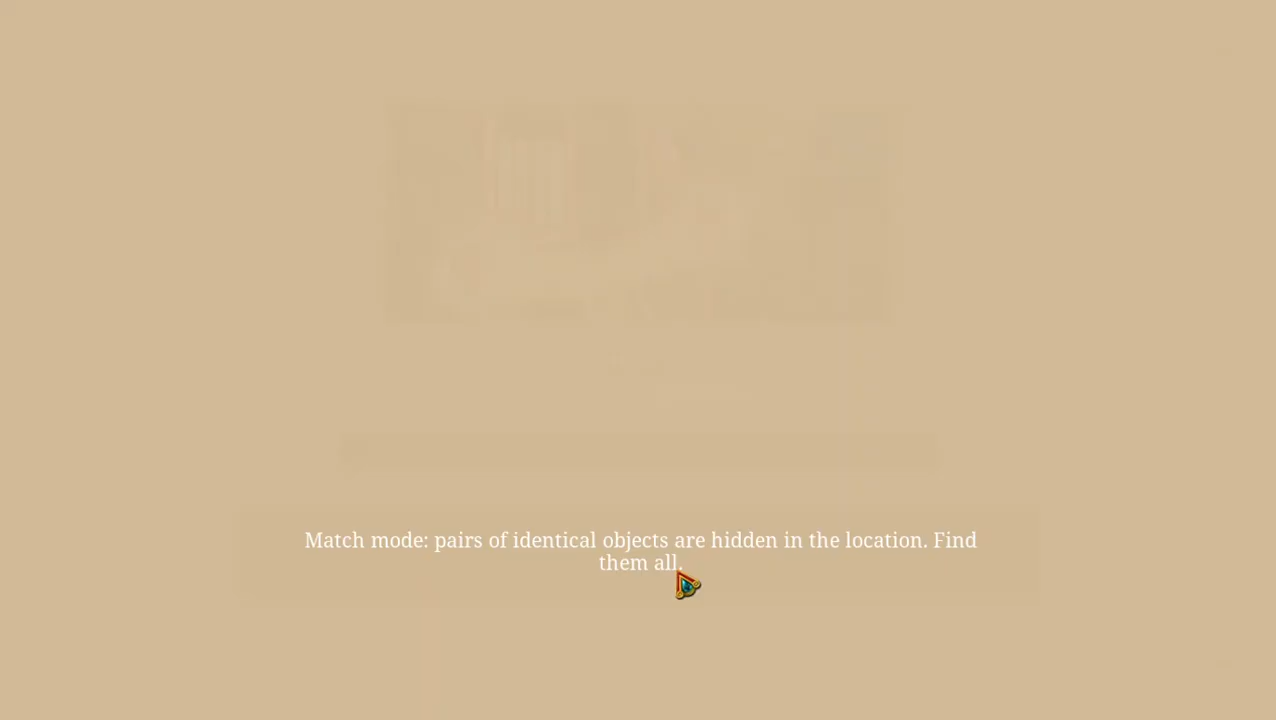 Match mode: pairs of identical objects are hidden in the location. Find
them all.